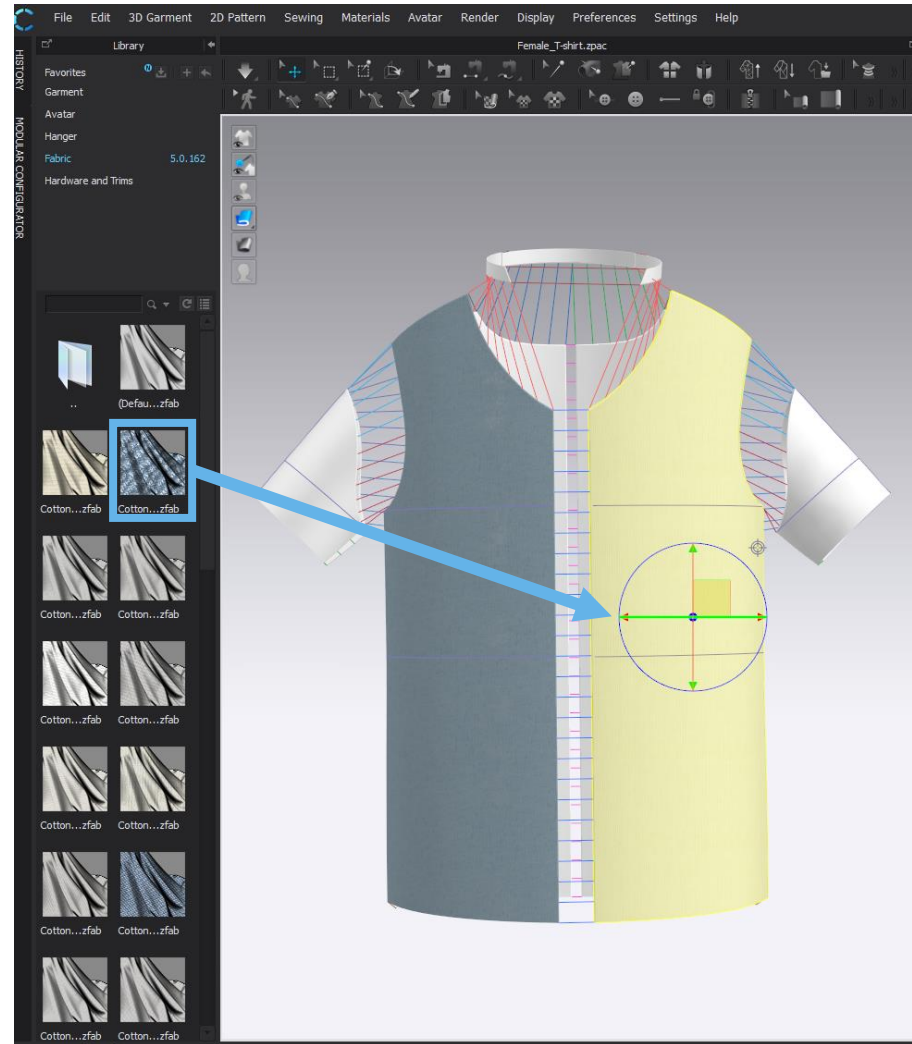 File Edit 3D Garment 2D Pattern Sewing Materials Avatar Render Display Preferences Settings Help
Library
Female_T-shirt.zpac
HISTORY
MODULAR CONFIGURATOR
Favorites
Garment
Avatar
Hanger
Fabric 5.0.162
Hardware and Trims
.. (Defau...zfab
Cotton...zfab Cotton...zfab
Cotton...zfab Cotton...zfab
Cotton...zfab Cotton...zfab
Cotton...zfab Cotton...zfab
Cotton...zfab Cotton...zfab
Cotton...zfab Cotton...zfab